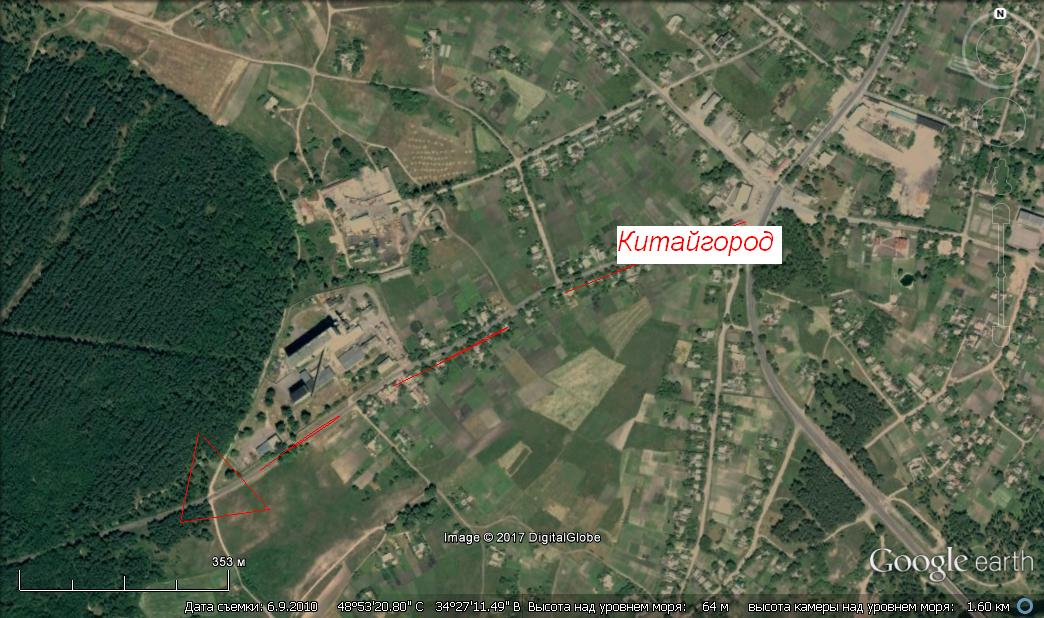 N
Китайгород
Image © 2017 DigitalGlobe
Google earth
353 м
Дата съемки: 6.9.2010 48°53'20.80" С 34°27'11.49" В Высота над уровнем моря: 64 м высота камеры над уровнем моря: 1.60 км